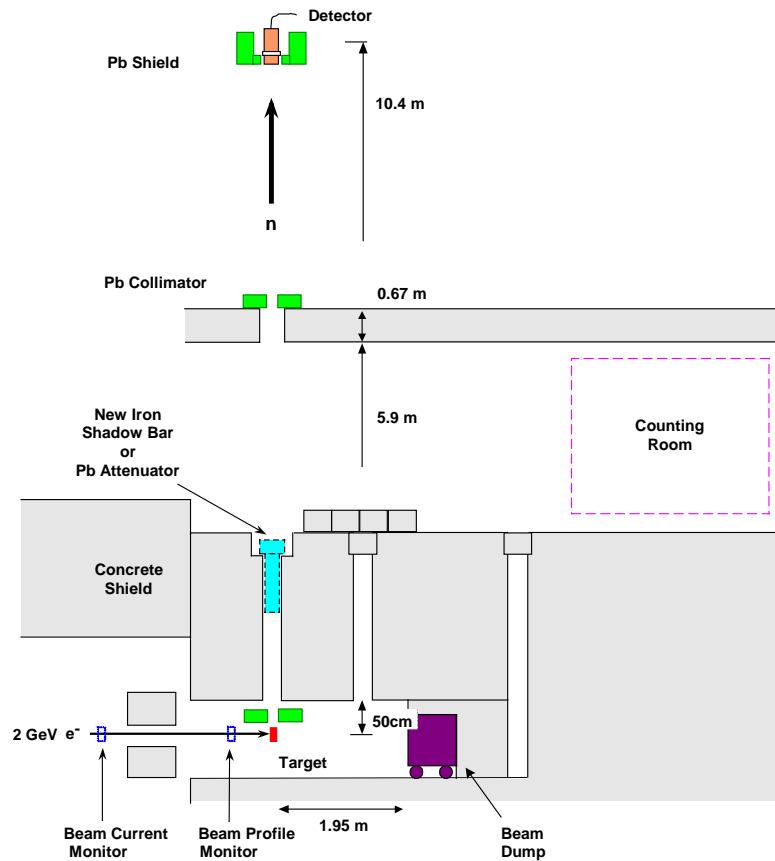 Detector
Pb Shield
10.4 m
n
Pb Collimator
0.67 m
New Iron
Shadow Bar
or
Pb Attenuator
5.9 m
Counting
Room
Concrete
Shield
2 GeV e-
50cm
Target
1.95 m
Beam Current
Monitor
Beam Profile
Monitor
Beam
Dump